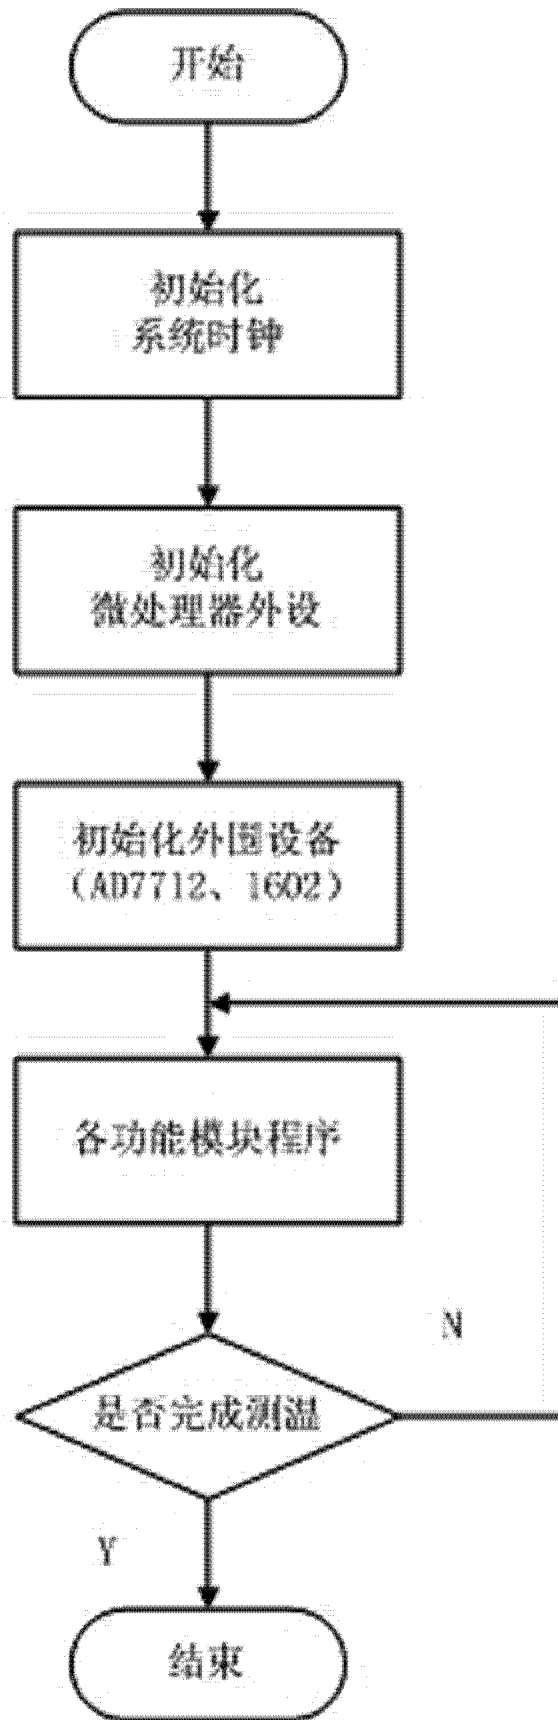 开始
初始化
系统时钟
初始化
微处理器外设
初始化外围设备
（AD7712、1602）
各功能模块程序
N
是否完成测温
Y
结束